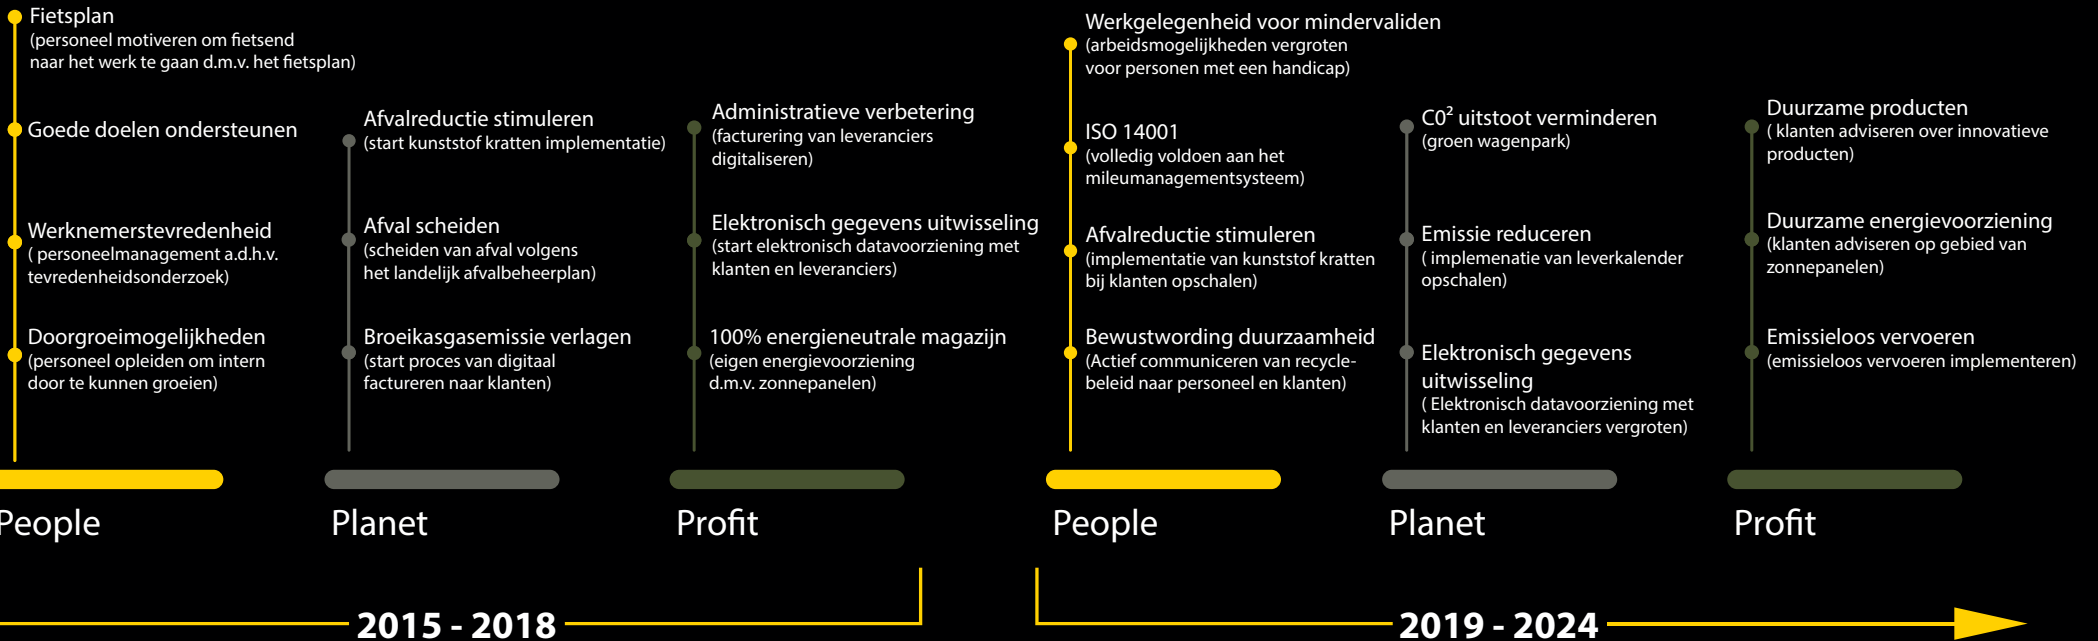 Fietsplan
(personeel motiveren om fietsend
naar het werk te gaan d.m.v. het fietsplan)
Goede doelen ondersteunen
Werknemerstevredenheid
( personeelmanagement a.d.h.v.
tevredenheidsonderzoek)
Doorgroeimogelijkheden
(personeel opleiden om intern
door te kunnen groeien)
People
Afvalreductie stimuleren
(start kunststof kratten implementatie)
Afval scheiden
(scheiden van afval volgens
het landelijk afvalbeheerplan)
Broeikasgasemissie verlagen
(start proces van digitaal
factureren naar klanten)
Planet
Administratieve verbetering
(facturering van leveranciers
digitaliseren)
Elektronisch gegevens uitwisseling
(start elektronisch datavoorziening met
klanten en leveranciers)
100% energieneutrale magazijn
(eigen energievoorziening
d.m.v. zonnepanelen)
Profit
2015 - 2018
Werkgelegenheid voor mindervaliden
(arbeidsmogelijkheden vergroten
voor personen met een handicap)
ISO 14001
(volledig voldoen aan het
mileumanagementsysteem)
Afvalreductie stimuleren
(implementatie van kunststof kratten
bij klanten opschalen)
Bewustwording duurzaamheid
(Actief communiceren van recycle-
beleid naar personeel en klanten)
People
C0² uitstoot verminderen
(groen wagenpark)
Emissie reduceren
( implemenatie van leverkalender
opschalen)
Elektronisch gegevens
uitwisseling
( Elektronisch datavoorziening met
klanten en leveranciers vergroten)
Planet
Duurzame producten
( klanten adviseren over innovatieve
producten)
Duurzame energievoorziening
(klanten adviseren op gebied van
zonnepanelen)
Emissieloos vervoeren
(emissieloos vervoeren implementeren)
Profit
2019 - 2024